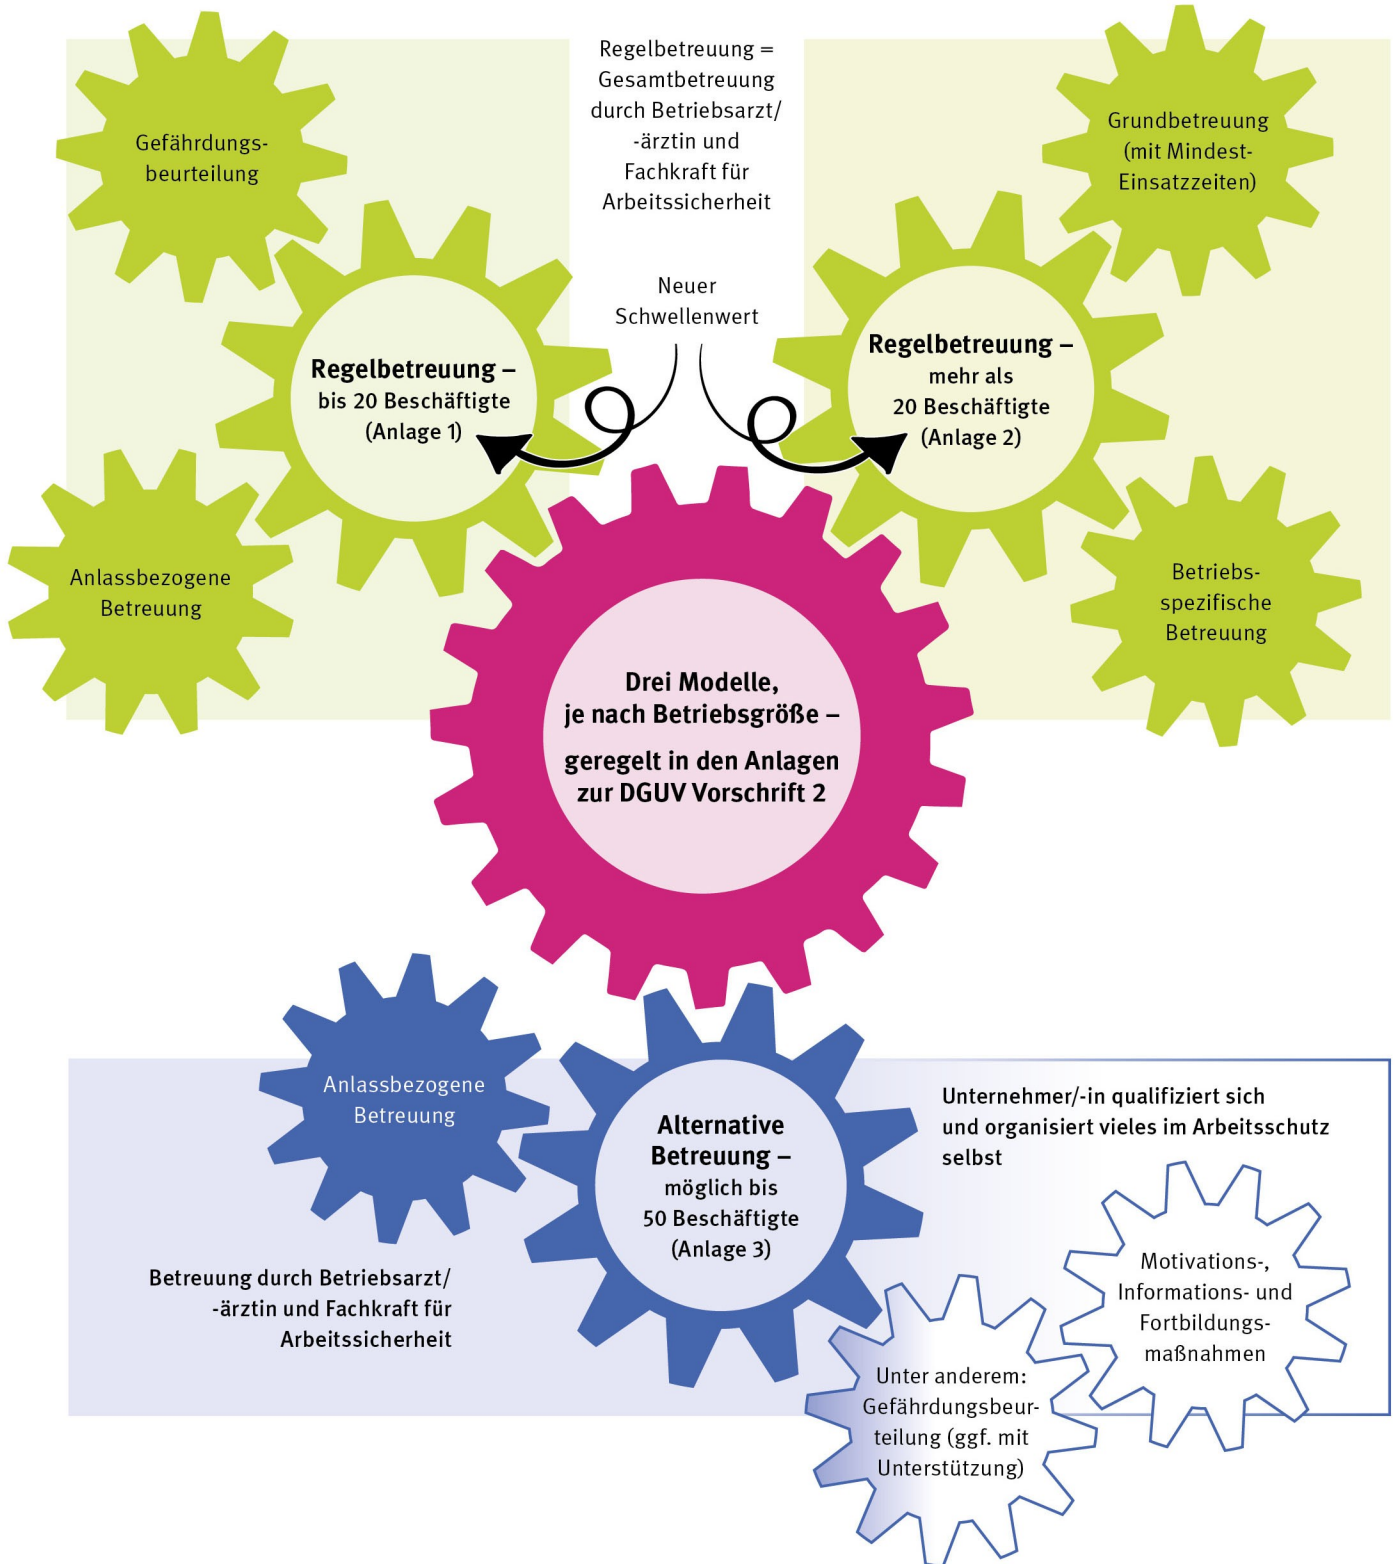 Gefährdungs-
beurteilung
Regelbetreuung =
Gesamtbetreuung
durch Betriebsarzt/
-ärztin und
Fachkraft für
Arbeitssicherheit
Grundbetreuung
(mit Mindest-
Einsatzzeiten)
Neuer
Schwellenwert
Regelbetreuung –
bis 20 Beschäftigte
(Anlage 1)
Regelbetreuung –
mehr als
20 Beschäftigte
(Anlage 2)
Anlassbezogene
Betreuung
Betriebs-
spezifische
Betreuung
Drei Modelle,
je nach Betriebsgröße –
geregelt in den Anlagen
zur DGUV Vorschrift 2
Anlassbezogene
Betreuung
Alternative
Betreuung –
möglich bis
50 Beschäftigte
(Anlage 3)
Unternehmer/-in qualifiziert sich
und organisiert vieles im Arbeitsschutz
selbst
Betreuung durch Betriebsarzt/
-ärztin und Fachkraft für
Arbeitssicherheit
Motivations-,
Informations- und
Fortbildungs-
maßnahmen
Unter anderem:
Gefährdungsbeur-
teilung (ggf. mit
Unterstützung)